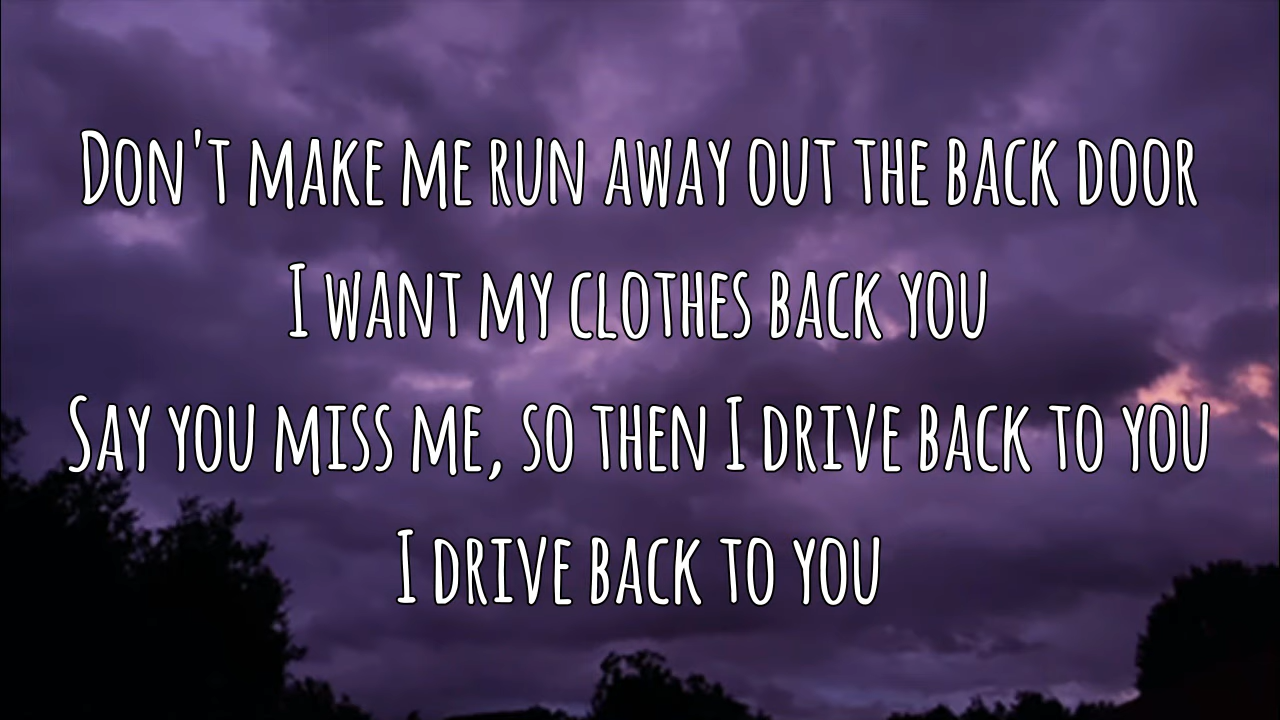 Don't make me run away out the back door
I want my clothes back you
Say you miss me, so then I drive back to you
I drive back to you